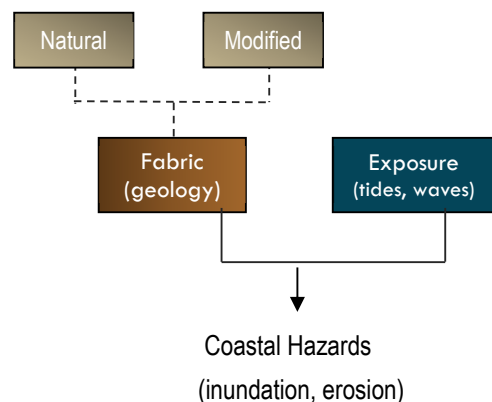 Natural
Modified
Fabric
(geology)
Exposure
(tides, waves)
Coastal Hazards
(inundation, erosion)